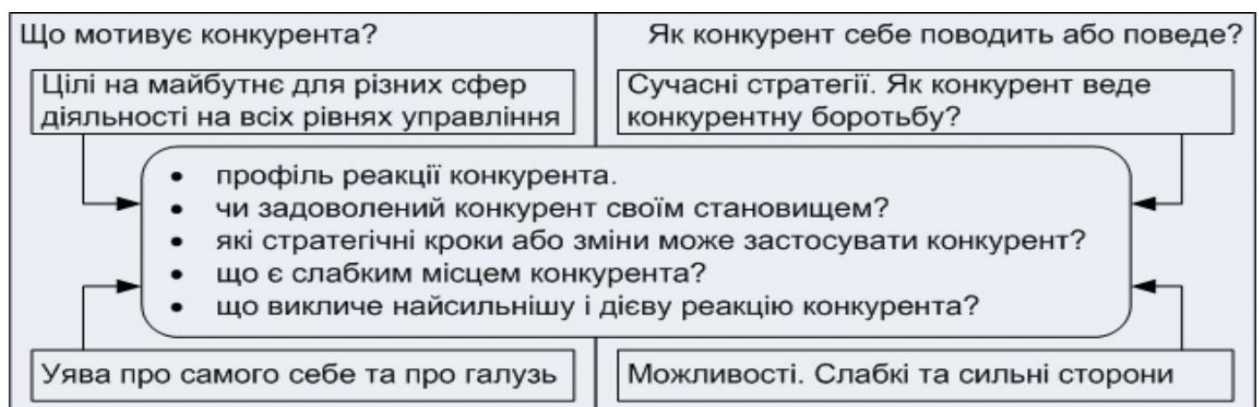 Що мотивує конкурента?
Як конкурент себе поводить або поведе?
Цілі на майбутнє для різних сфер
діяльності на всіх рівнях управління
Сучасні стратегії. Як конкурент веде
конкурентну боротьбу?
• профіль реакції конкурента.
• чи задоволений конкурент своїм становищем?
• які стратегічні кроки або зміни може застосувати конкурент?
• що є слабким місцем конкурента?
• що викличе найсильнішу і дієву реакцію конкурента?
Уява про самого себе та про галузь
Можливості. Слабкі та сильні сторони